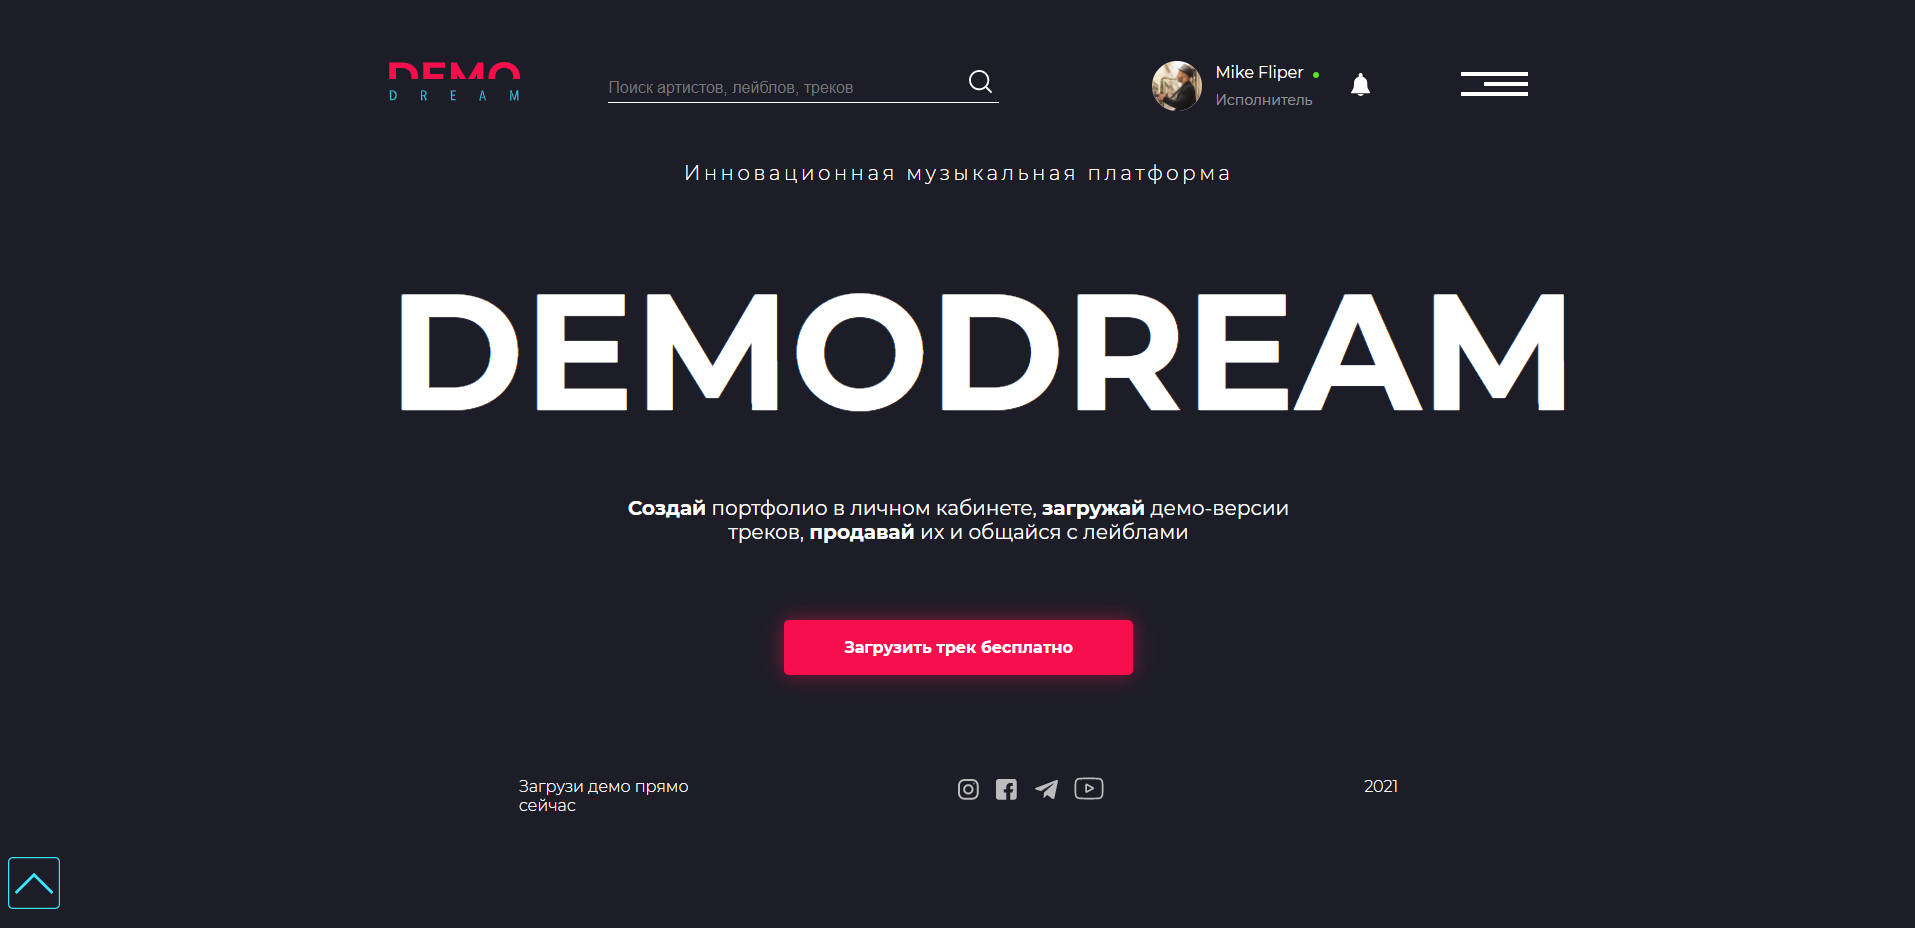 DEMO
DREAM
Поиск артистов, лейблов, треков
Mike Fliper
Исполнитель
Инновационная музыкальная платформа
DEMODREAM
Создай портфолио в личном кабинете, загружай демо-версии
треков, продавай их и общайся с лейблами
Загрузить трек бесплатно
Загрузи демо прямо
сейчас
2021